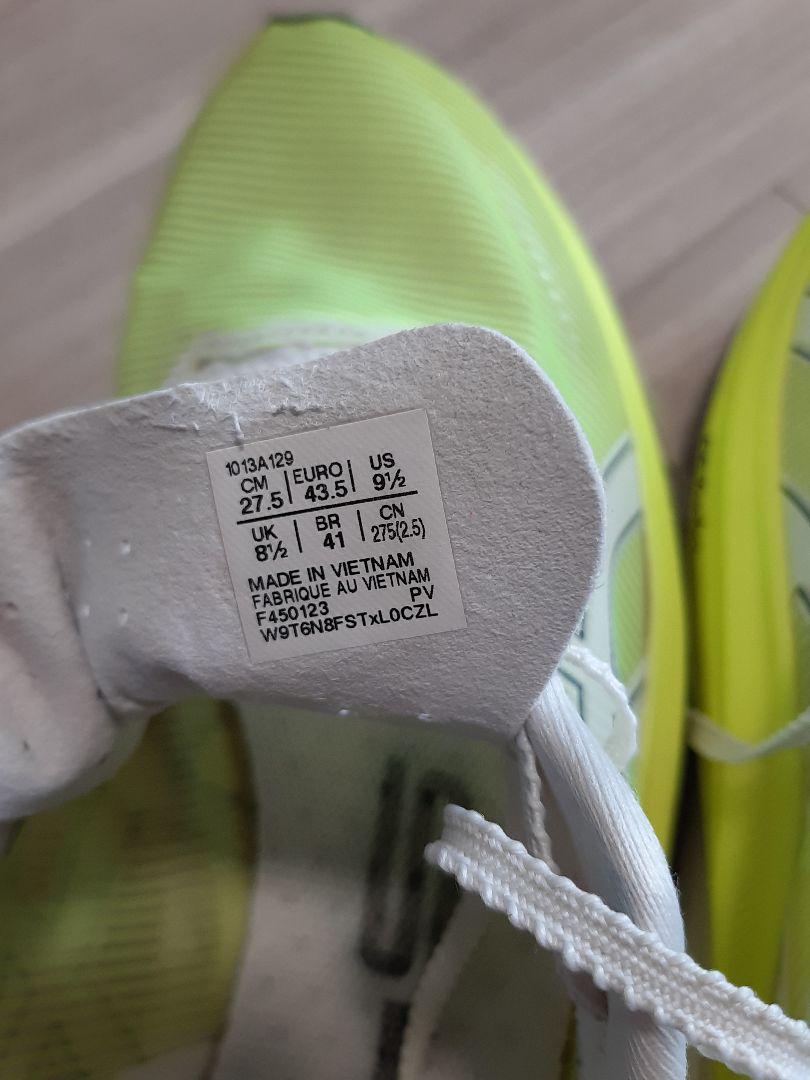 1013A129
CM 27.5 | EURO 43.5 | US 9½
UK 8½ | BR 41 | CN 275(2.5)
MADE IN VIETNAM
FABRIQUE AU VIETNAM
F450123 PV
W9T6N8FSTxL0CZL